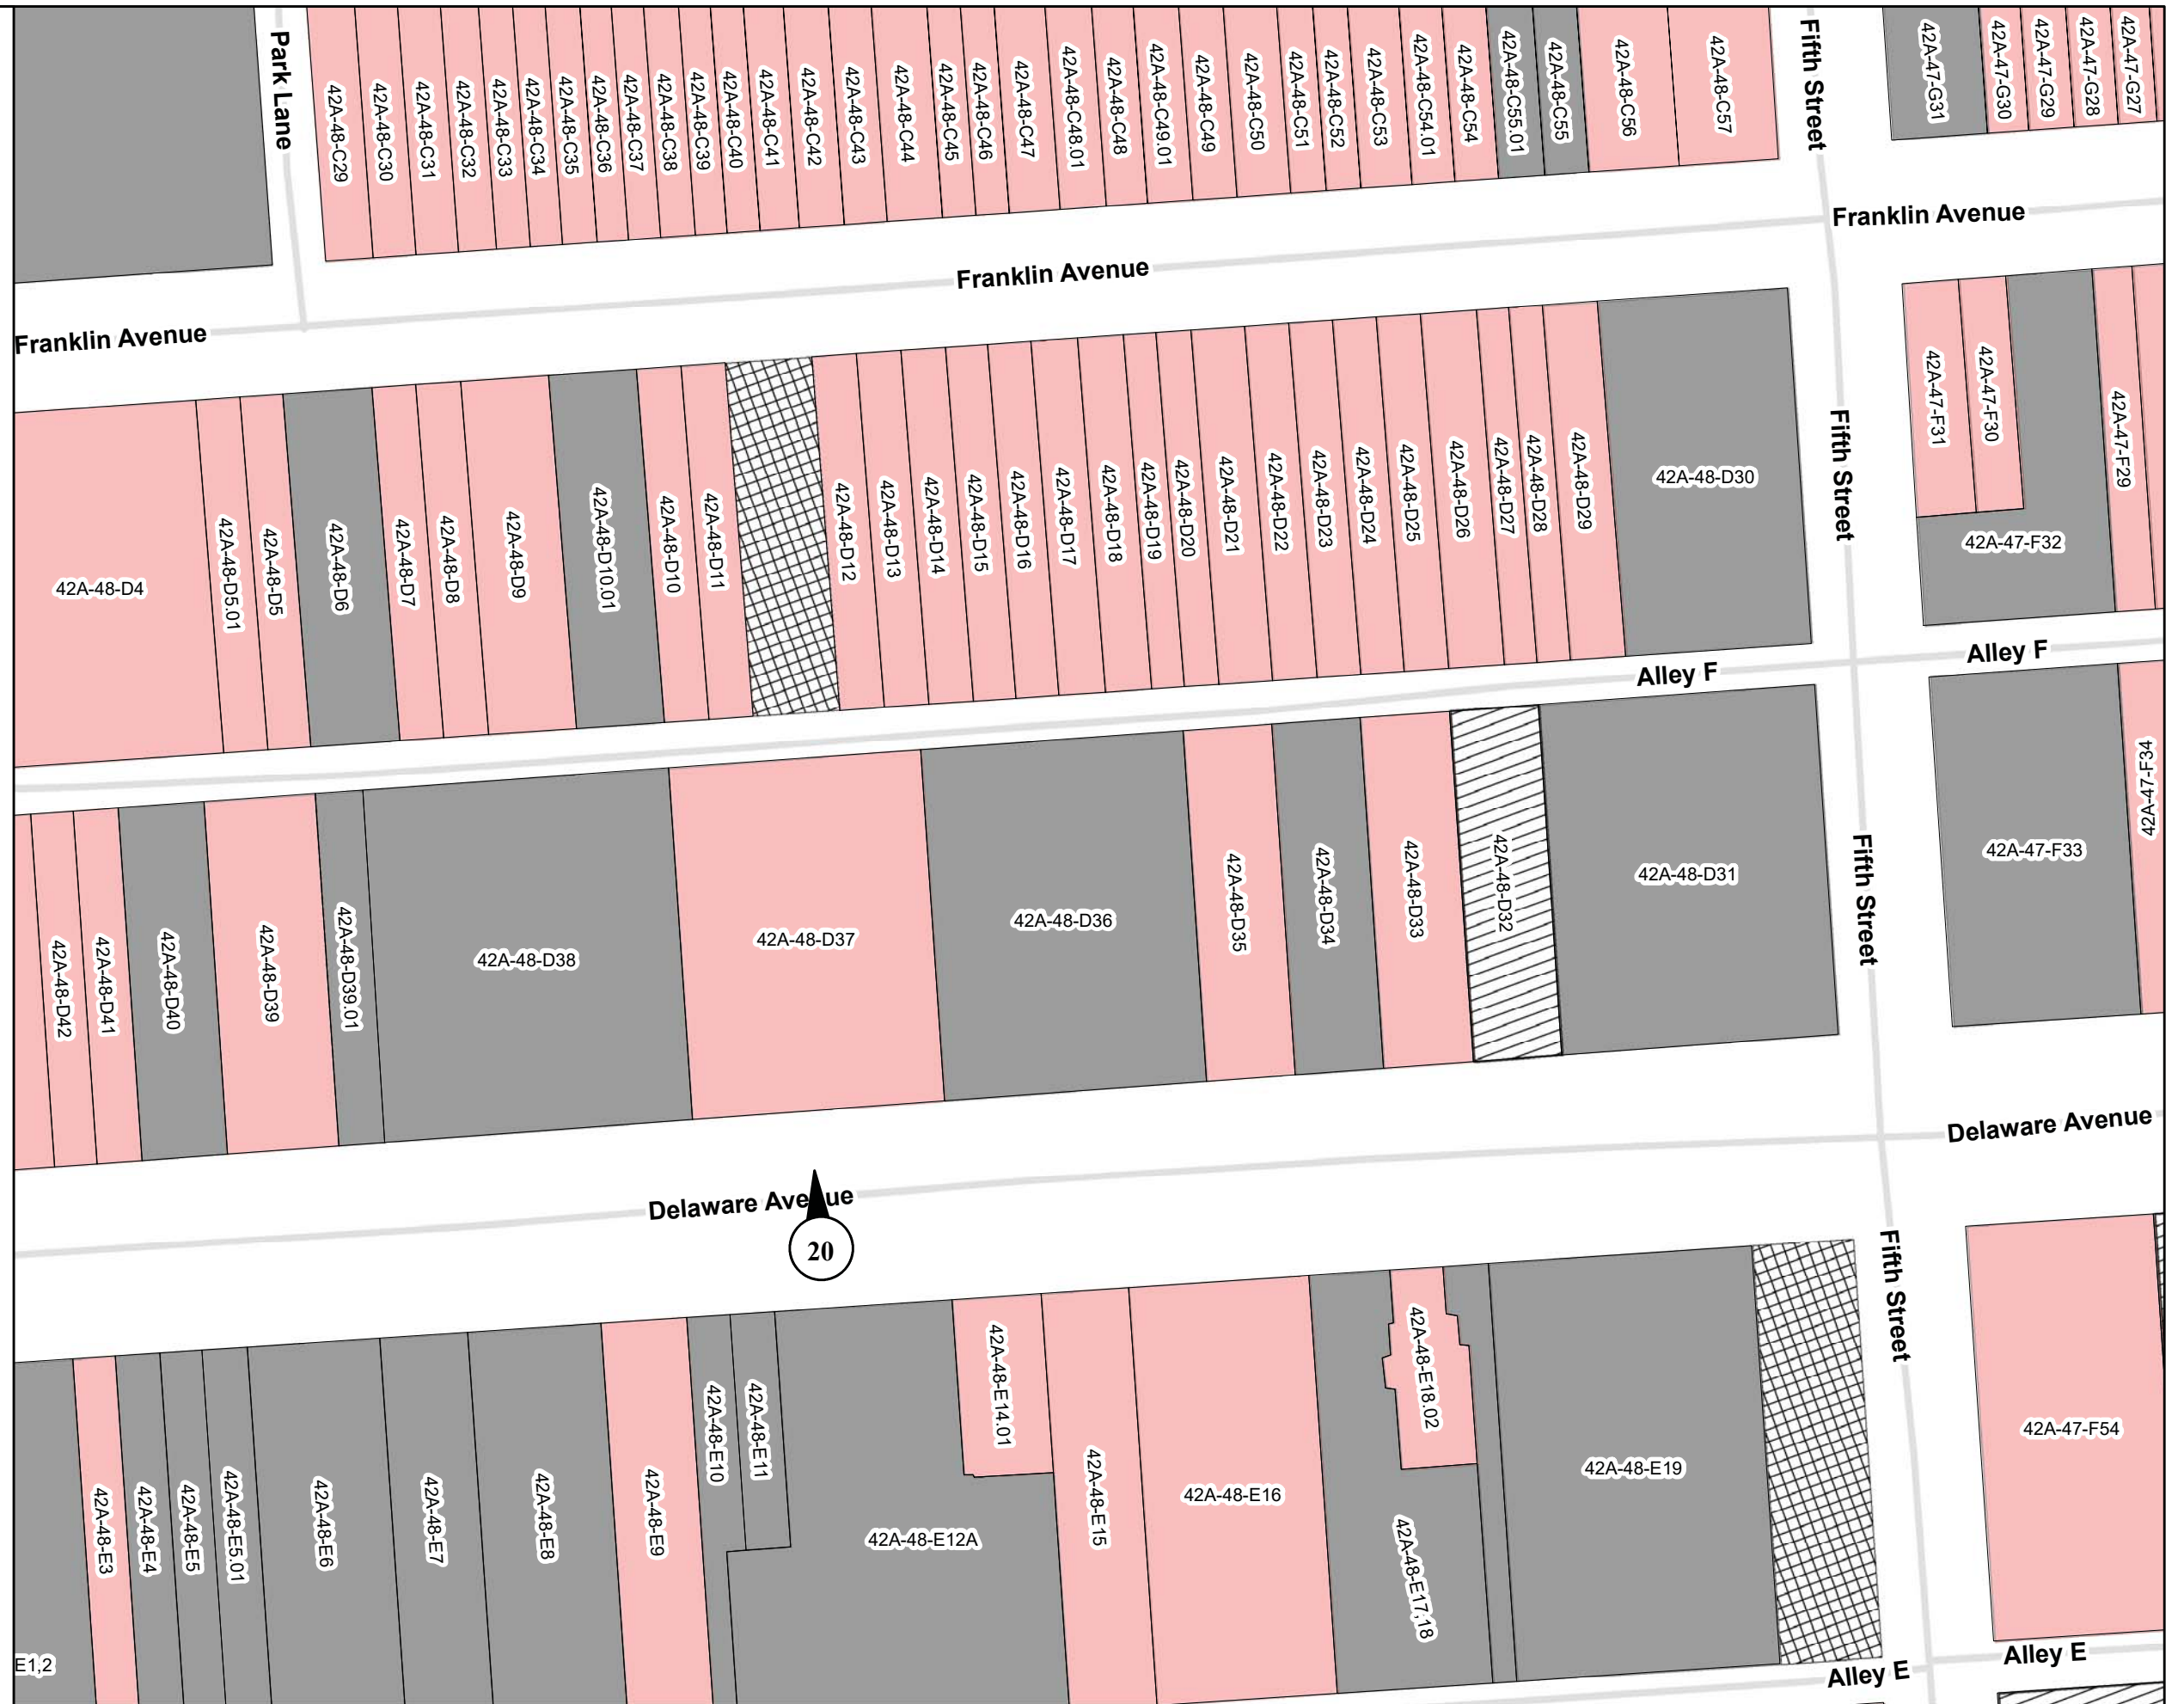 Park Lane
42A-48-C29
42A-48-C30
42A-48-C31
42A-48-C32
42A-48-C33
42A-48-C34
42A-48-C35
42A-48-C36
42A-48-C37
42A-48-C38
42A-48-C39
42A-48-C40
42A-48-C41
42A-48-C42
42A-48-C43
42A-48-C44
42A-48-C45
42A-48-C46
42A-48-C47
42A-48-C48.01
42A-48-C48
42A-48-C49.01
42A-48-C49
42A-48-C50
42A-48-C51
42A-48-C52
42A-48-C53
42A-48-C54.01
42A-48-C54
42A-48-C55.01
42A-48-C55
42A-48-C56
42A-48-C57
Fifth Street
42A-47-G31
42A-47-G30
42A-47-G29
42A-47-G28
42A-47-G27
Franklin Avenue
Franklin Avenue
Franklin Avenue
42A-48-D4
42A-48-D5.01
42A-48-D5
42A-48-D6
42A-48-D7
42A-48-D8
42A-48-D9
42A-48-D10.01
42A-48-D10
42A-48-D11
42A-48-D12
42A-48-D13
42A-48-D14
42A-48-D15
42A-48-D16
42A-48-D17
42A-48-D18
42A-48-D19
42A-48-D20
42A-48-D21
42A-48-D22
42A-48-D23
42A-48-D24
42A-48-D25
42A-48-D26
42A-48-D27
42A-48-D28
42A-48-D29
42A-48-D30
Fifth Street
42A-47-F31
42A-47-F30
42A-47-F32
42A-47-F29
Alley F
Alley F
42A-48-D42
42A-48-D41
42A-48-D40
42A-48-D39
42A-48-D39.01
42A-48-D38
42A-48-D37
42A-48-D36
42A-48-D35
42A-48-D34
42A-48-D33
42A-48-D32
42A-48-D31
Fifth Street
42A-47-F33
42A-47-F34
Delaware Avenue
Delaware Avenue
20
E1,2
42A-48-E3
42A-48-E4
42A-48-E5
42A-48-E5.01
42A-48-E6
42A-48-E7
42A-48-E8
42A-48-E9
42A-48-E10
42A-48-E11
42A-48-E12A
42A-48-E14.01
42A-48-E15
42A-48-E16
42A-48-E17,18
42A-48-E18.02
42A-48-E19
Fifth Street
42A-47-F54
Alley E
Alley E